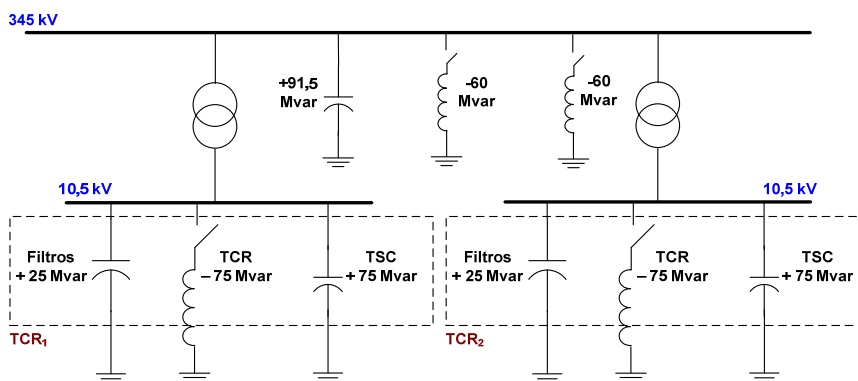 345 kV
+91,5
Mvar
-60
Mvar
-60
Mvar
10,5 kV
10,5 kV
Filtros
+ 25 Mvar
TCR
– 75 Mvar
TSC
+ 75 Mvar
Filtros
+ 25 Mvar
TCR
– 75 Mvar
TSC
+ 75 Mvar
TCR₁
TCR₂